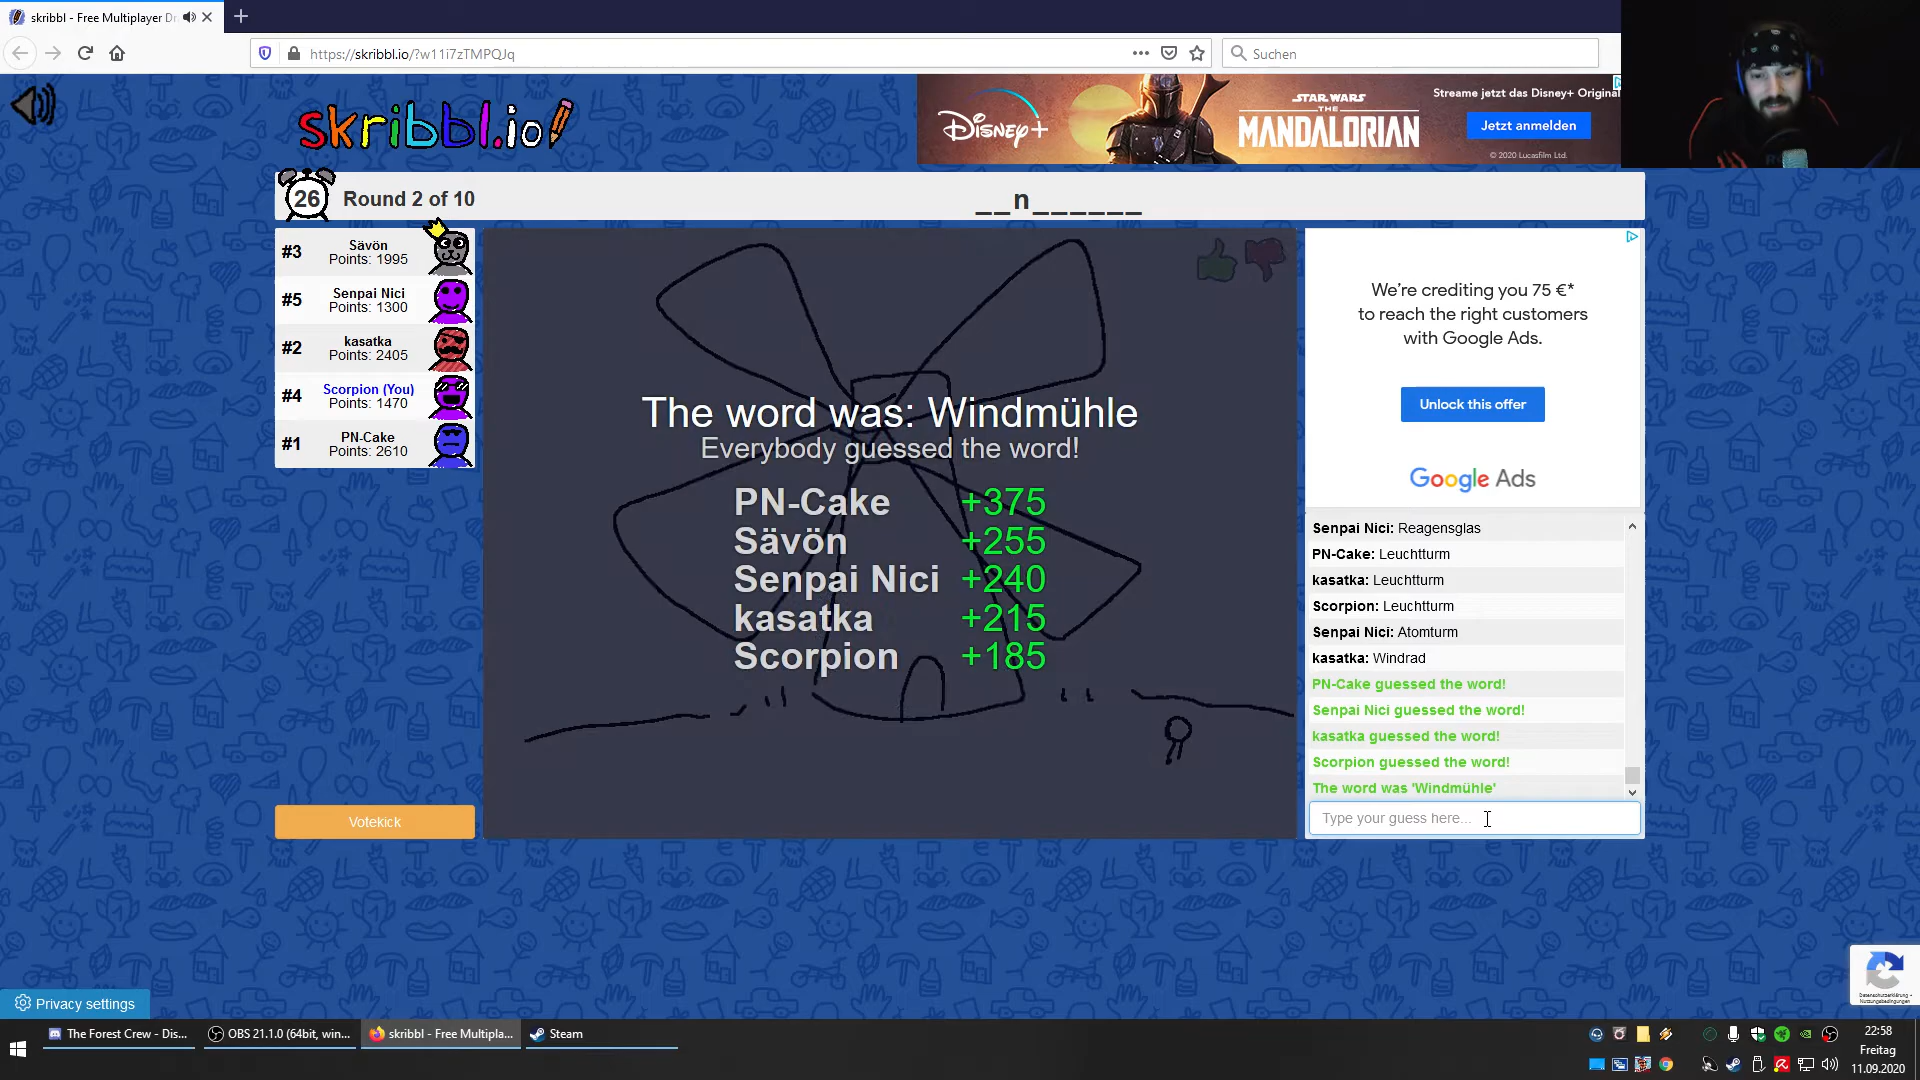 skribbl - Free Multiplayer Dr
https://skribbl.io/?w11i7zTMPQJq
Suchen
skribbl.io
Disney+
STAR WARS
THE
MANDALORIAN
Streame jetzt das Disney+ Original
Jetzt anmelden
© 2020 Lucasfilm Ltd.
26
Round 2 of 10
__n______
#3
Sävön
Points: 1995
#5
Senpai Nici
Points: 1300
#2
kasatka
Points: 2405
#4
Scorpion (You)
Points: 1470
#1
PN-Cake
Points: 2610
Votekick
The word was: Windmühle
Everybody guessed the word!
PN-Cake +375
Sävön +255
Senpai Nici +240
kasatka +215
Scorpion +185
We're crediting you 75 €*
to reach the right customers
with Google Ads.
Unlock this offer
Google Ads
Senpai Nici: Reagensglas
PN-Cake: Leuchtturm
kasatka: Leuchtturm
Scorpion: Leuchtturm
Senpai Nici: Atomturm
kasatka: Windrad
PN-Cake guessed the word!
Senpai Nici guessed the word!
kasatka guessed the word!
Scorpion guessed the word!
The word was 'Windmühle'
Type your guess here...
Privacy settings
The Forest Crew - Dis...
OBS 21.1.0 (64bit, win...
skribbl - Free Multipla...
Steam
22:58
Freitag
11.09.2020